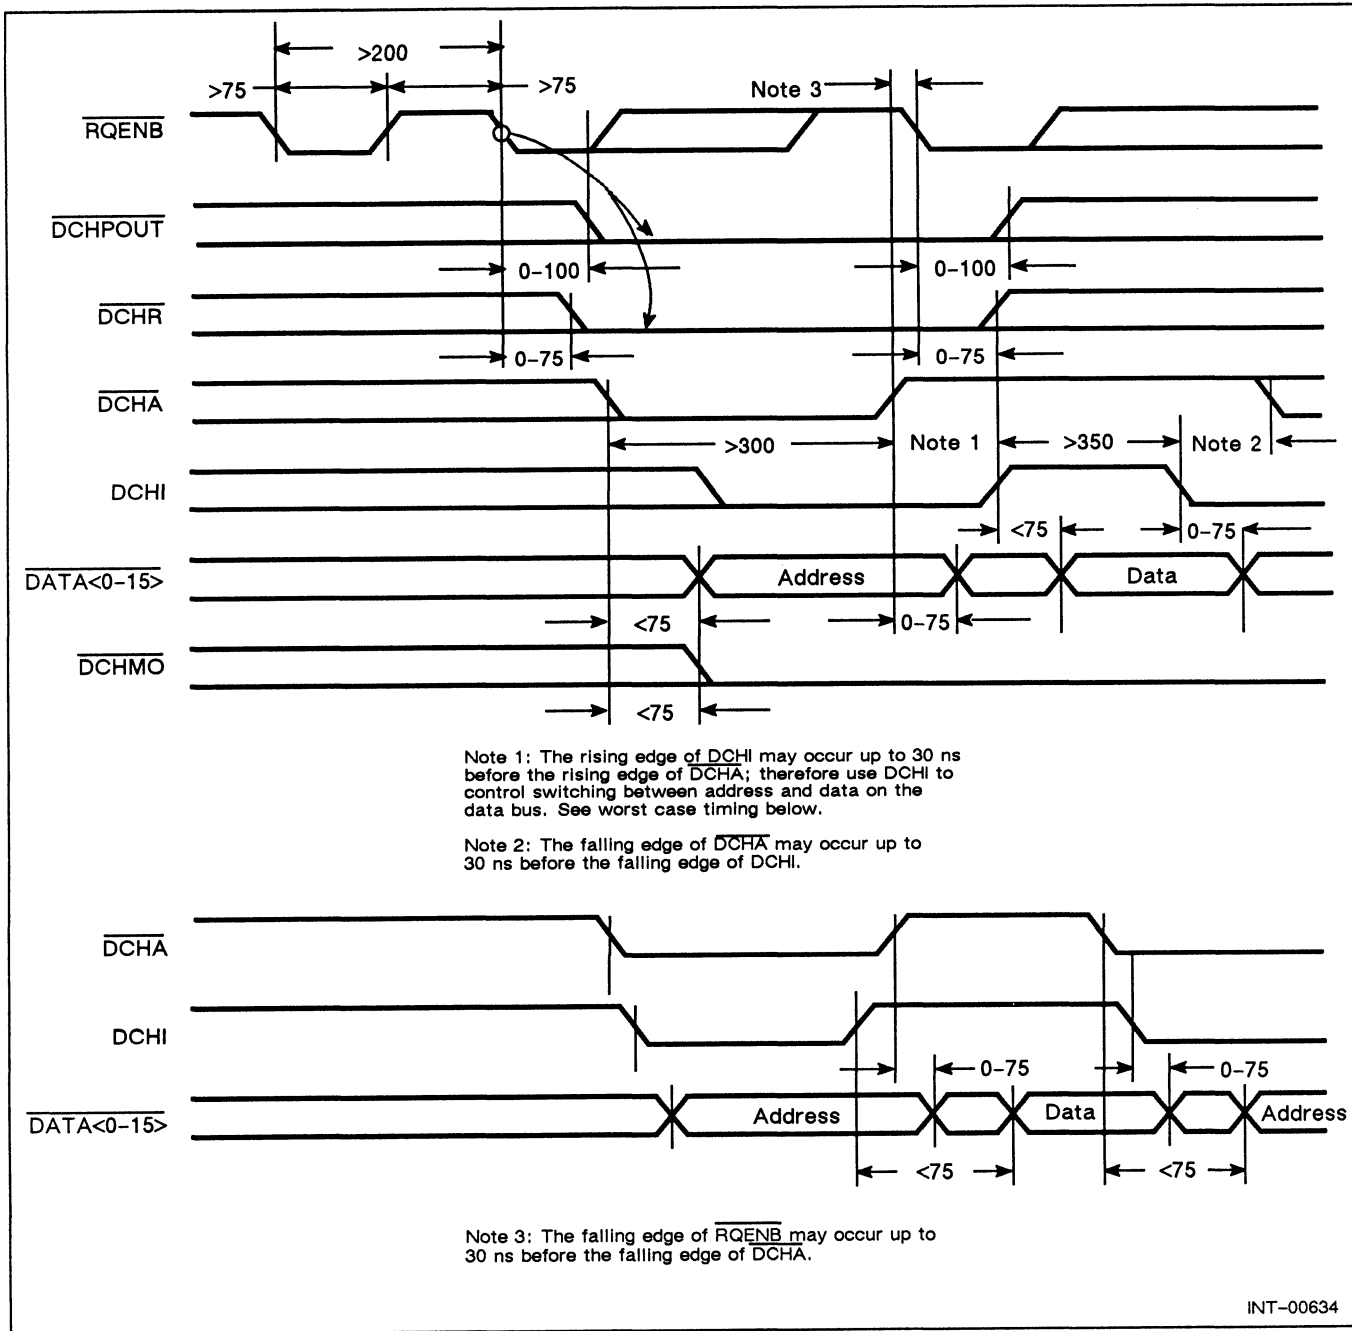 >200
>75
>75
Note 3
RQENB
DCHPOUT
0-100
0-100
DCHR
0-75
0-75
DCHA
>300
Note 1
>350
Note 2
DCHI
<75
0-75
DATA<0-15>
Address
Data
<75
0-75
DCHMO
<75
Note 1: The rising edge of DCHI may occur up to 30 ns
before the rising edge of DCHA; therefore use DCHI to
control switching between address and data on the
data bus. See worst case timing below.
Note 2: The falling edge of DCHA may occur up to
30 ns before the falling edge of DCHI.
DCHA
DCHI
0-75
0-75
DATA<0-15>
Address
Data
Address
<75
<75
Note 3: The falling edge of RQENB may occur up to
30 ns before the falling edge of DCHA.
INT-00634